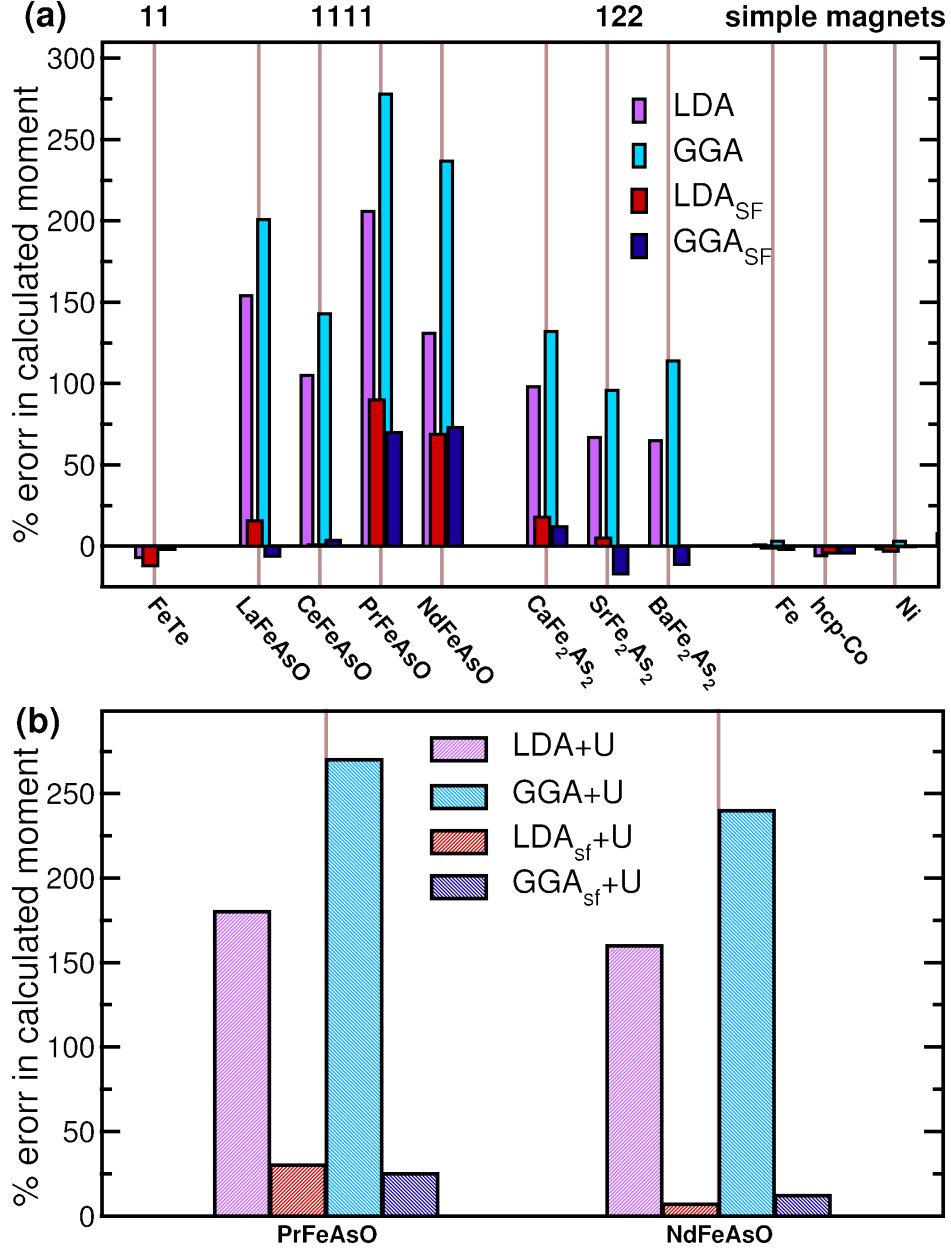 (a) 11 1111 122 simple magnets
% erorr in calculated moment
300
250
200
150
100
50
0
LDA
GGA
LDA_SF
GGA_SF
FeTe
LaFeAsO
CeFeAsO
PrFeAsO
NdFeAsO
CaFe₂As₂
SrFe₂As₂
BaFe₂As₂
Fe
hcp-Co
Ni
(b)
% erorr in calculated moment
250
200
150
100
50
0
LDA+U
GGA+U
LDA_sf+U
GGA_sf+U
PrFeAsO
NdFeAsO